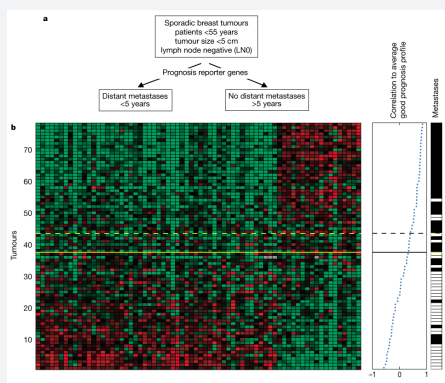 a
Sporadic breast tumours
patients <55 years
tumour size <5 cm
lymph node negative (LN0)
Prognosis reporter genes
Distant metastases
<5 years
No distant metastases
>5 years
b
Correlation to average
good prognosis profile
Metastases
Tumours
70
60
50
40
30
20
10
-1
0
1